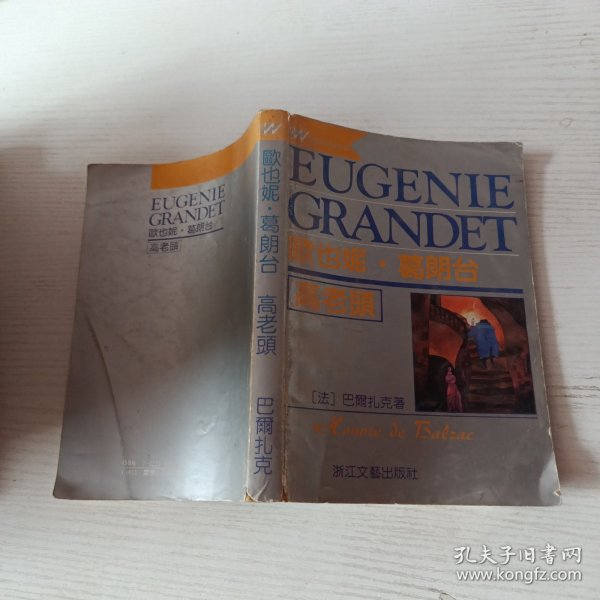 EUGENIE
GRANDET
歐也妮·葛朗台
高老頭
歐也妮·葛朗台 高老頭 巴爾扎克
EUGENIE
GRANDET
歐也妮·葛朗台
高老頭
〔法〕巴爾扎克著
Honore de Balzac
浙江文藝出版社
孔夫子旧书网
www.kongfz.com